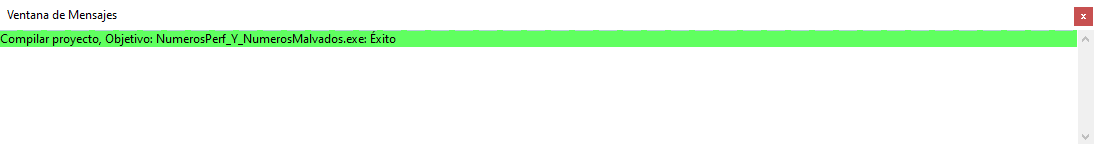 Ventana de Mensajes
x
Compilar proyecto, Objetivo: NumerosPerf_Y_NumerosMalvados.exe: Éxito